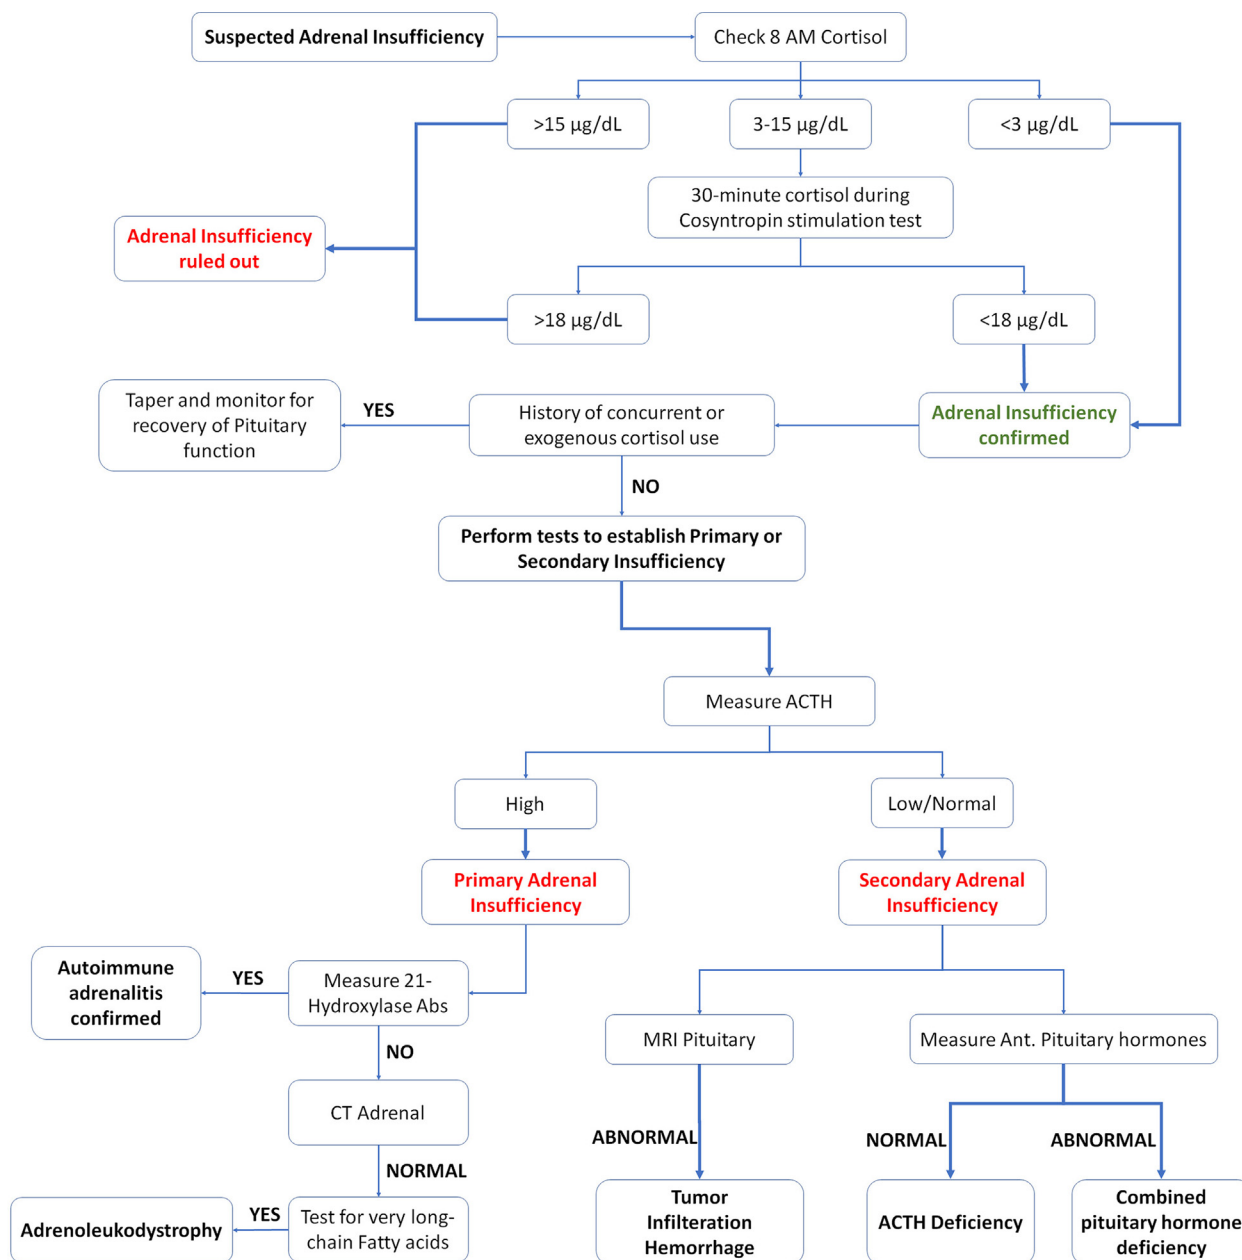 Suspected Adrenal Insufficiency
Check 8 AM Cortisol
>15 µg/dL
3-15 µg/dL
<3 µg/dL
30-minute cortisol during
Cosyntropin stimulation test
Adrenal Insufficiency
ruled out
>18 µg/dL
<18 µg/dL
Taper and monitor for
recovery of Pituitary
function
YES
History of concurrent or
exogenous cortisol use
Adrenal Insufficiency
confirmed
NO
Perform tests to establish Primary or
Secondary Insufficiency
Measure ACTH
High
Low/Normal
Primary Adrenal
Insufficiency
Secondary Adrenal
Insufficiency
Autoimmune
adrenalitis
confirmed
YES
Measure 21-
Hydroxylase Abs
MRI Pituitary
Measure Ant. Pituitary hormones
NO
CT Adrenal
ABNORMAL
NORMAL
ABNORMAL
NORMAL
Adrenoleukodystrophy
YES
Test for very long-
chain Fatty acids
Tumor
Infilteration
Hemorrhage
ACTH Deficiency
Combined
pituitary hormone
deficiency